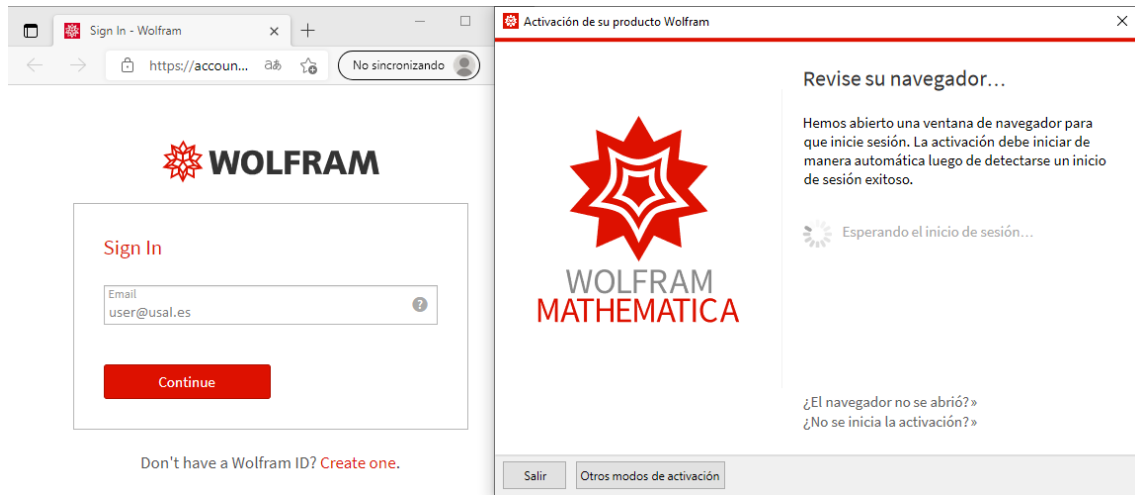 Sign In - Wolfram
https://accoun...
aあ
No sincronizando
WOLFRAM
Sign In
Email
user@usal.es
?
Continue
Don't have a Wolfram ID? Create one.
Activación de su producto Wolfram
WOLFRAM
MATHEMATICA
Revise su navegador...
Hemos abierto una ventana de navegador para
que inicie sesión. La activación debe iniciar de
manera automática luego de detectarse un inicio
de sesión exitoso.
Esperando el inicio de sesión...
¿El navegador no se abrió? »
¿No se inicia la activación? »
Salir
Otros modos de activación